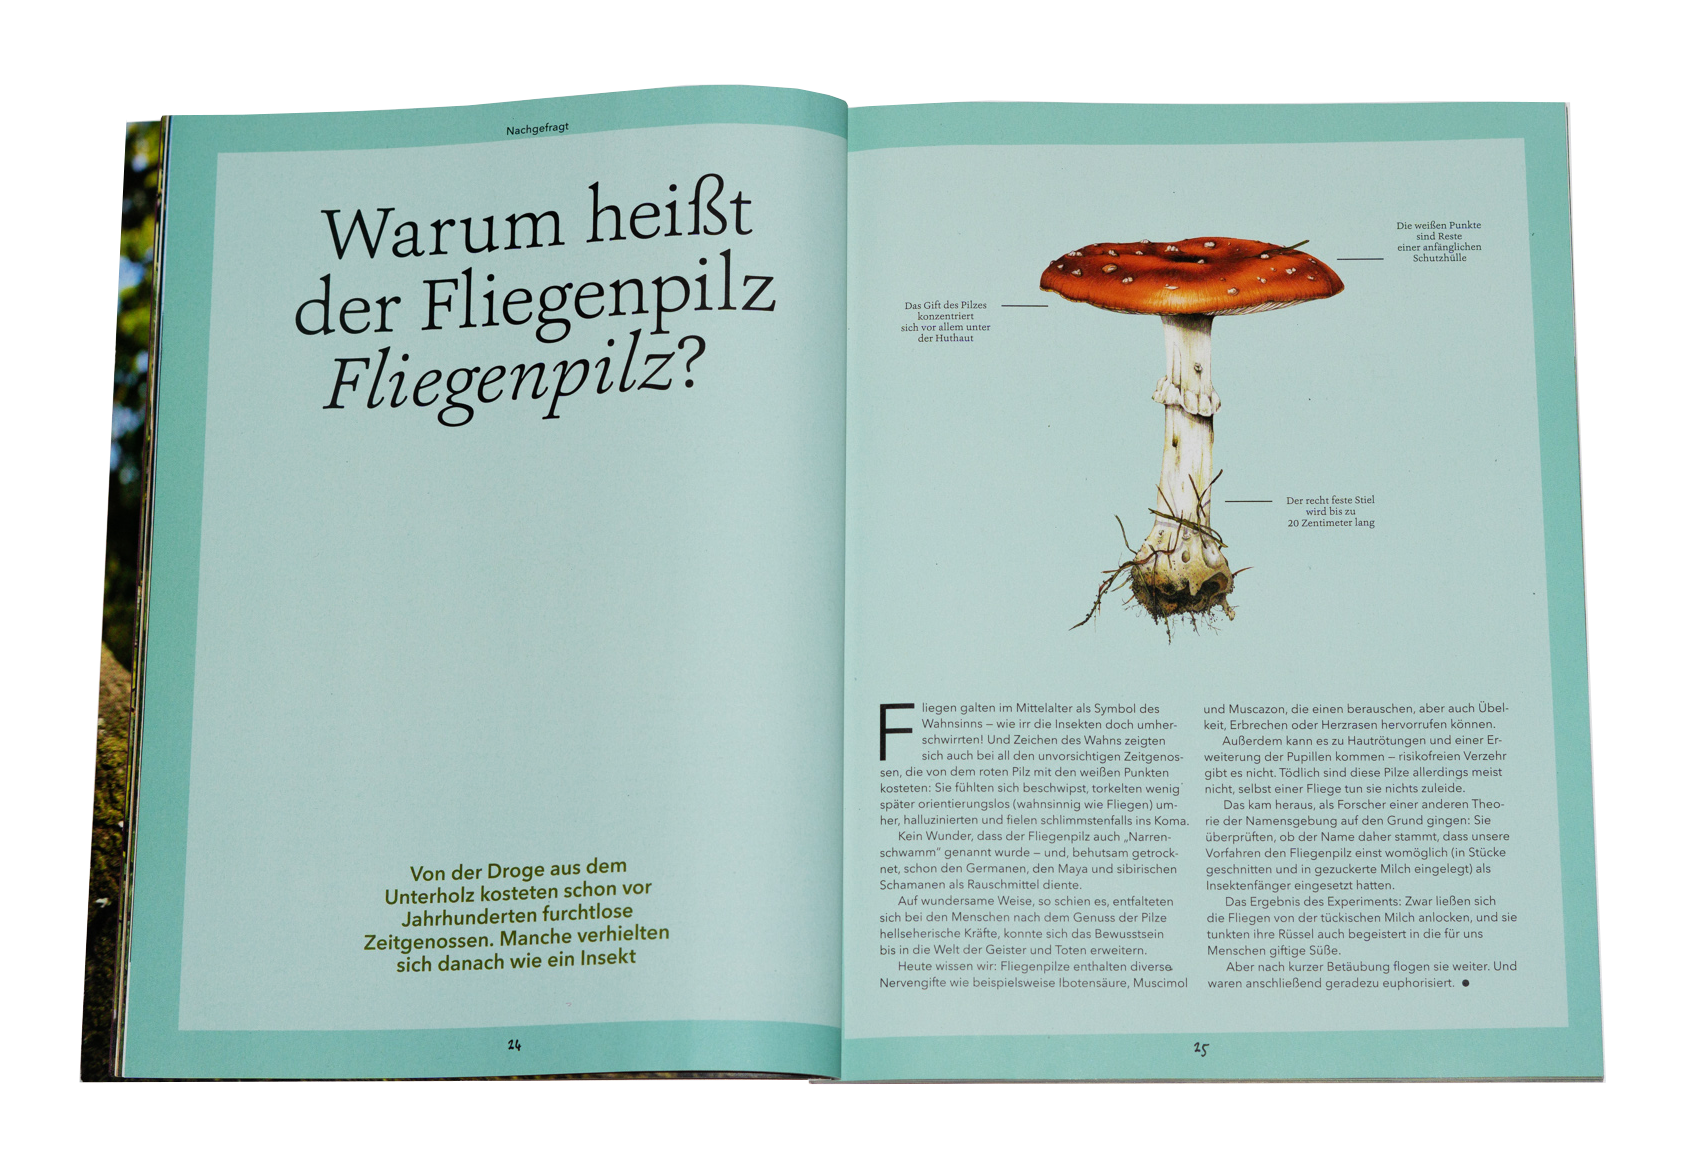 Nachgefragt
Warum heißt
der Fliegenpilz
Fliegenpilz?
Von der Droge aus dem
Unterholz kosteten schon vor
Jahrhunderten furchtlose
Zeitgenossen. Manche verhielten
sich danach wie ein Insekt
24
Die weißen Punkte
sind Reste
einer anfänglichen
Schutzhülle
Das Gift des Pilzes
konzentriert
sich vor allem unter
der Huthaut
Der recht feste Stiel
wird bis zu
20 Zentimeter lang
Fliegen galten im Mittelalter als Symbol des
Wahnsinns – wie irr die Insekten doch umher-
schwirrten! Und Zeichen des Wahns zeigten
sich auch bei all den unvorsichtigen Zeitgenos-
sen, die von dem roten Pilz mit den weißen Punkten
kosteten: Sie fühlten sich beschwipst, torkelten wenig
später orientierungslos (wahnsinnig wie Fliegen) um-
her, halluzinierten und fielen schlimmstenfalls ins Koma.
Kein Wunder, dass der Fliegenpilz auch „Narren-
schwamm“ genannt wurde – und, behutsam getrock-
net, schon den Germanen, den Maya und sibirischen
Schamanen als Rauschmittel diente.
Auf wundersame Weise, so schien es, entfalteten
sich bei den Menschen nach dem Genuss der Pilze
hellseherische Kräfte, konnte sich das Bewusstsein
bis in die Welt der Geister und Toten erweitern.
Heute wissen wir: Fliegenpilze enthalten diverse
Nervengifte wie beispielsweise Ibotensäure, Muscimol
und Muscazon, die einen berauschen, aber auch Übel-
keit, Erbrechen oder Herzrasen hervorrufen können.
Außerdem kann es zu Hautrötungen und einer Er-
weiterung der Pupillen kommen – risikofreien Verzehr
gibt es nicht. Tödlich sind diese Pilze allerdings meist
nicht, selbst einer Fliege tun sie nichts zuleide.
Das kam heraus, als Forscher einer anderen Theo-
rie der Namensgebung auf den Grund gingen: Sie
überprüften, ob der Name daher stammt, dass unsere
Vorfahren den Fliegenpilz einst womöglich (in Stücke
geschnitten und in gezuckerte Milch eingelegt) als
Insektenfänger eingesetzt hatten.
Das Ergebnis des Experiments: Zwar ließen sich
die Fliegen von der tückischen Milch anlocken, und sie
tunkten ihre Rüssel auch begeistert in die für uns
Menschen giftige Süße.
Aber nach kurzer Betäubung flogen sie weiter. Und
waren anschließend geradezu euphorisiert. ●
25